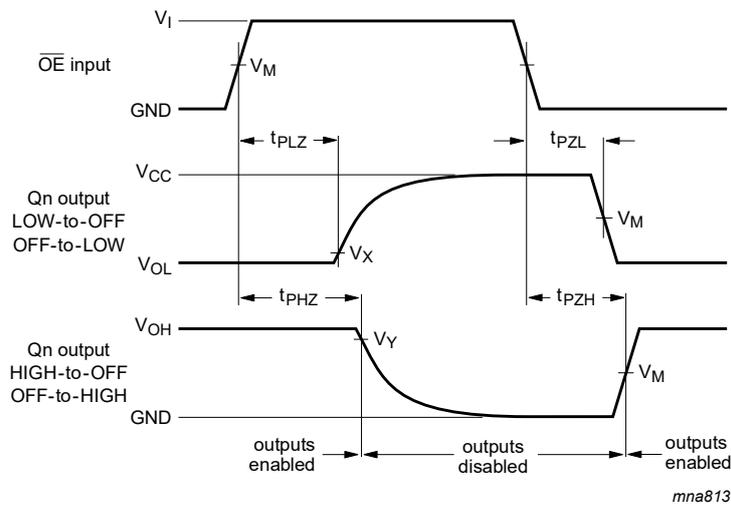 V_I
OE input
V_M
GND
t_PLZ
t_PZL
V_CC
Qn output
LOW-to-OFF
OFF-to-LOW
V_M
V_X
V_OL
t_PHZ
t_PZH
V_OH
Qn output
HIGH-to-OFF
OFF-to-HIGH
V_Y
V_M
GND
outputs
enabled
outputs
disabled
outputs
enabled
mna813